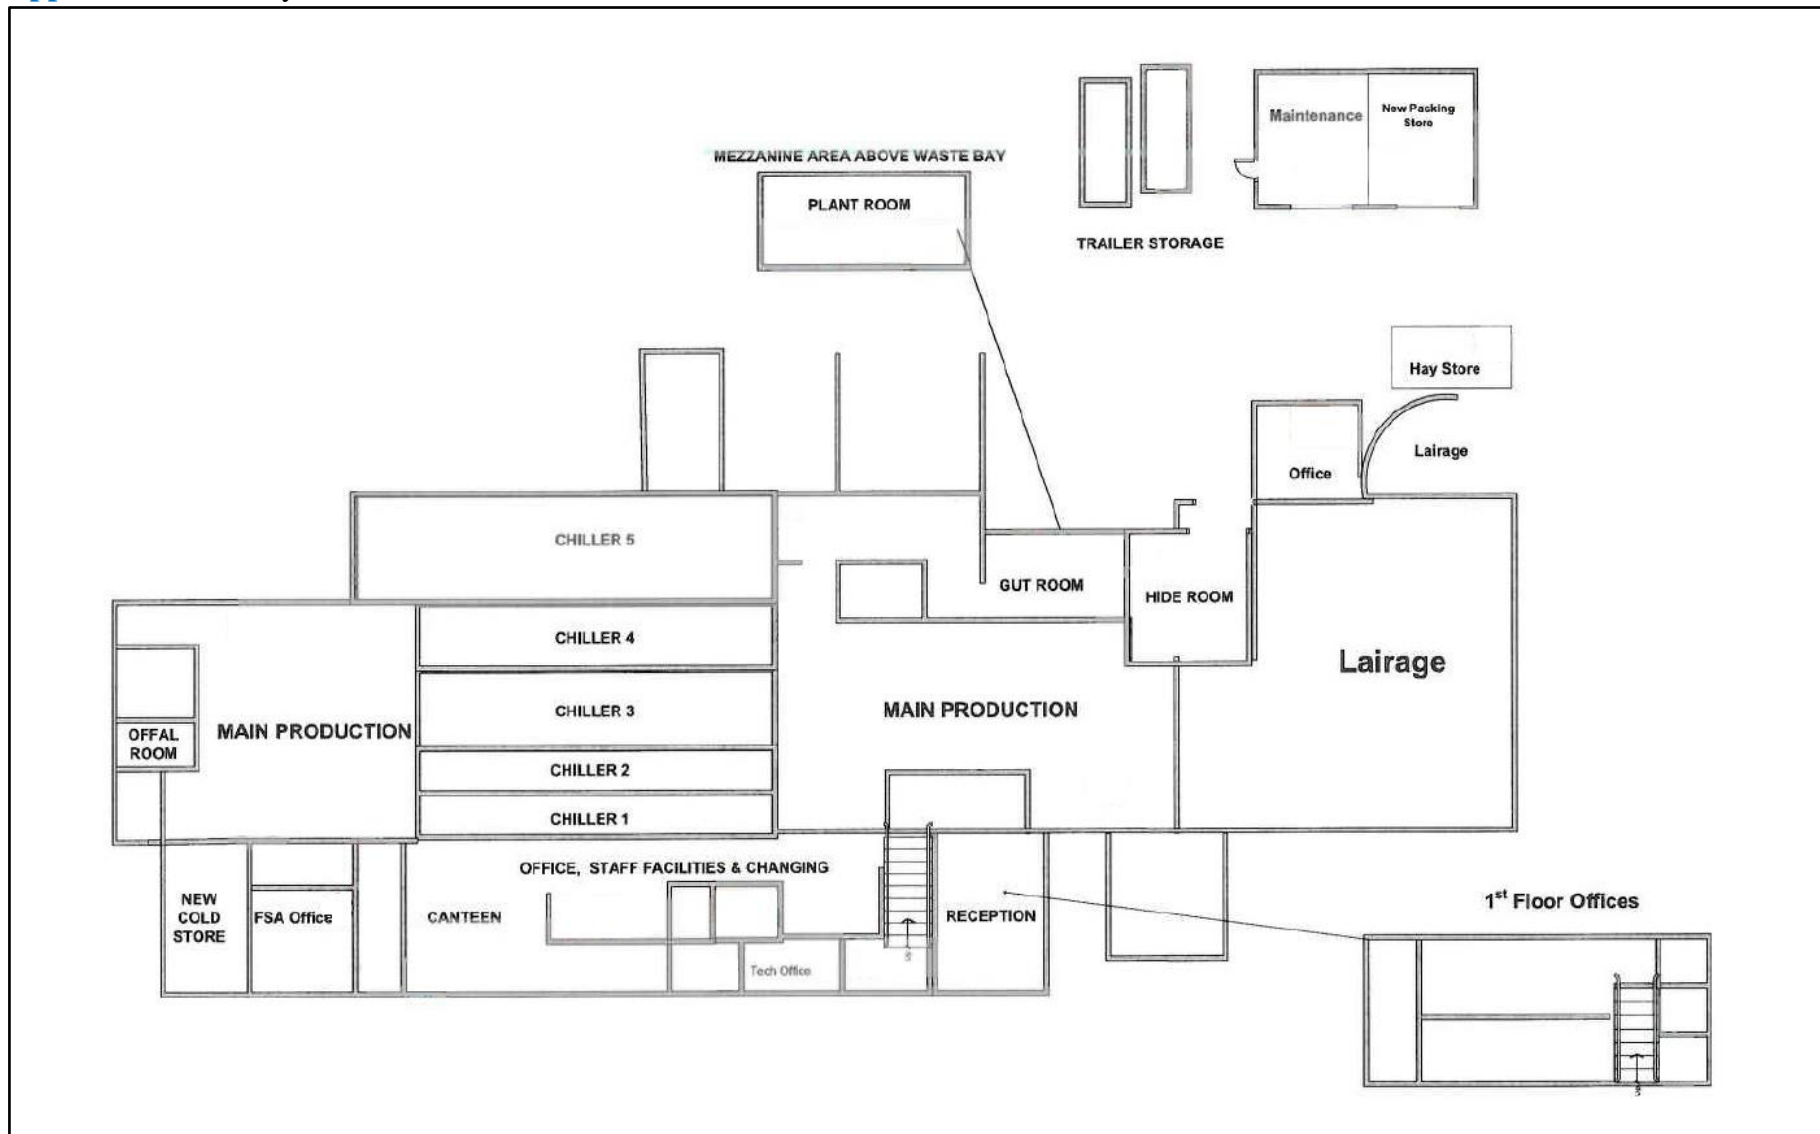 MEZZANINE AREA ABOVE WASTE BAY
PLANT ROOM
TRAILER STORAGE
Maintenance
New Packing
Store
Hay Store
Lairage
Office
CHILLER 5
GUT ROOM
HIDE ROOM
CHILLER 4
Lairage
CHILLER 3
MAIN PRODUCTION
MAIN PRODUCTION
OFFAL
ROOM
CHILLER 2
CHILLER 1
OFFICE, STAFF FACILITIES & CHANGING
NEW
COLD
STORE
FSA Office
CANTEEN
RECEPTION
Tech Office
1st Floor Offices